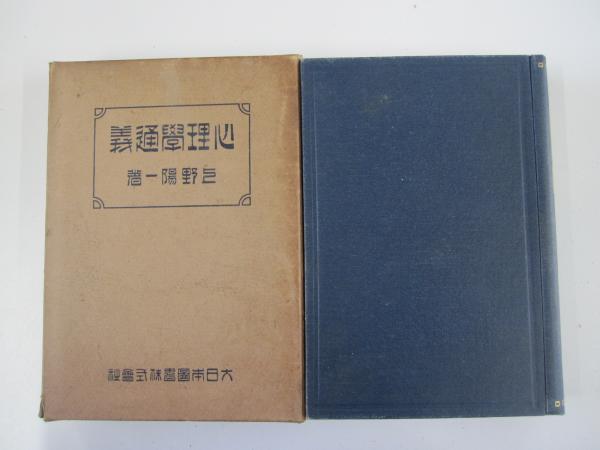 心理學通義
上野陽一著
大日本圖書株式會社